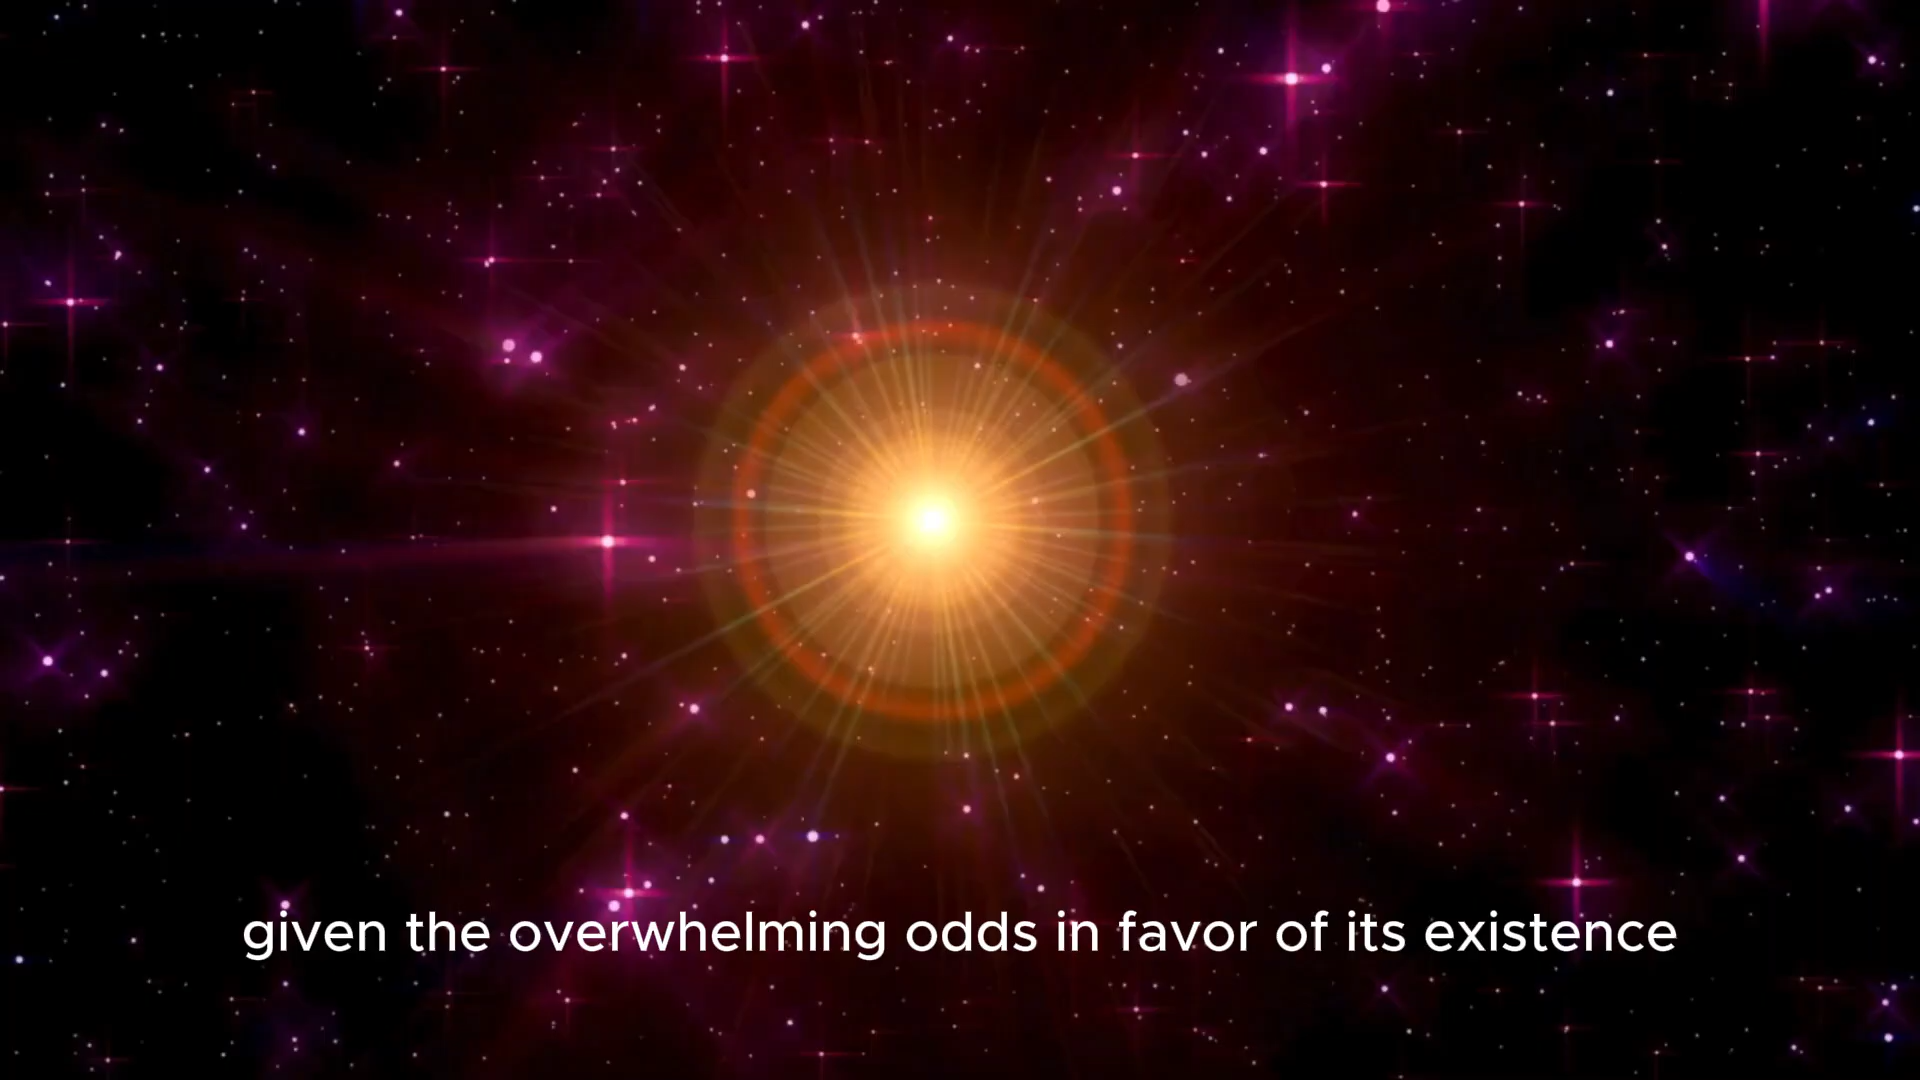 given the overwhelming odds in favor of its existence